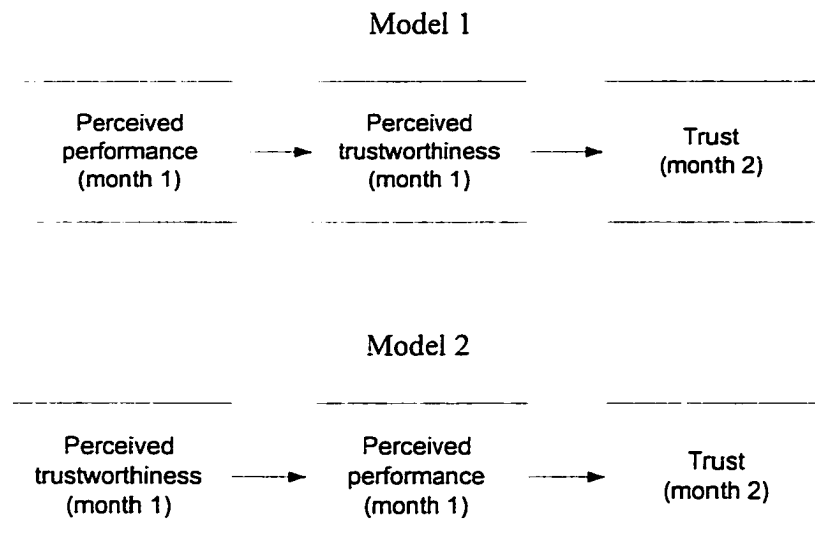 Model 1
Perceived
performance
(month 1)
Perceived
trustworthiness
(month 1)
Trust
(month 2)
Model 2
Perceived
trustworthiness
(month 1)
Perceived
performance
(month 1)
Trust
(month 2)